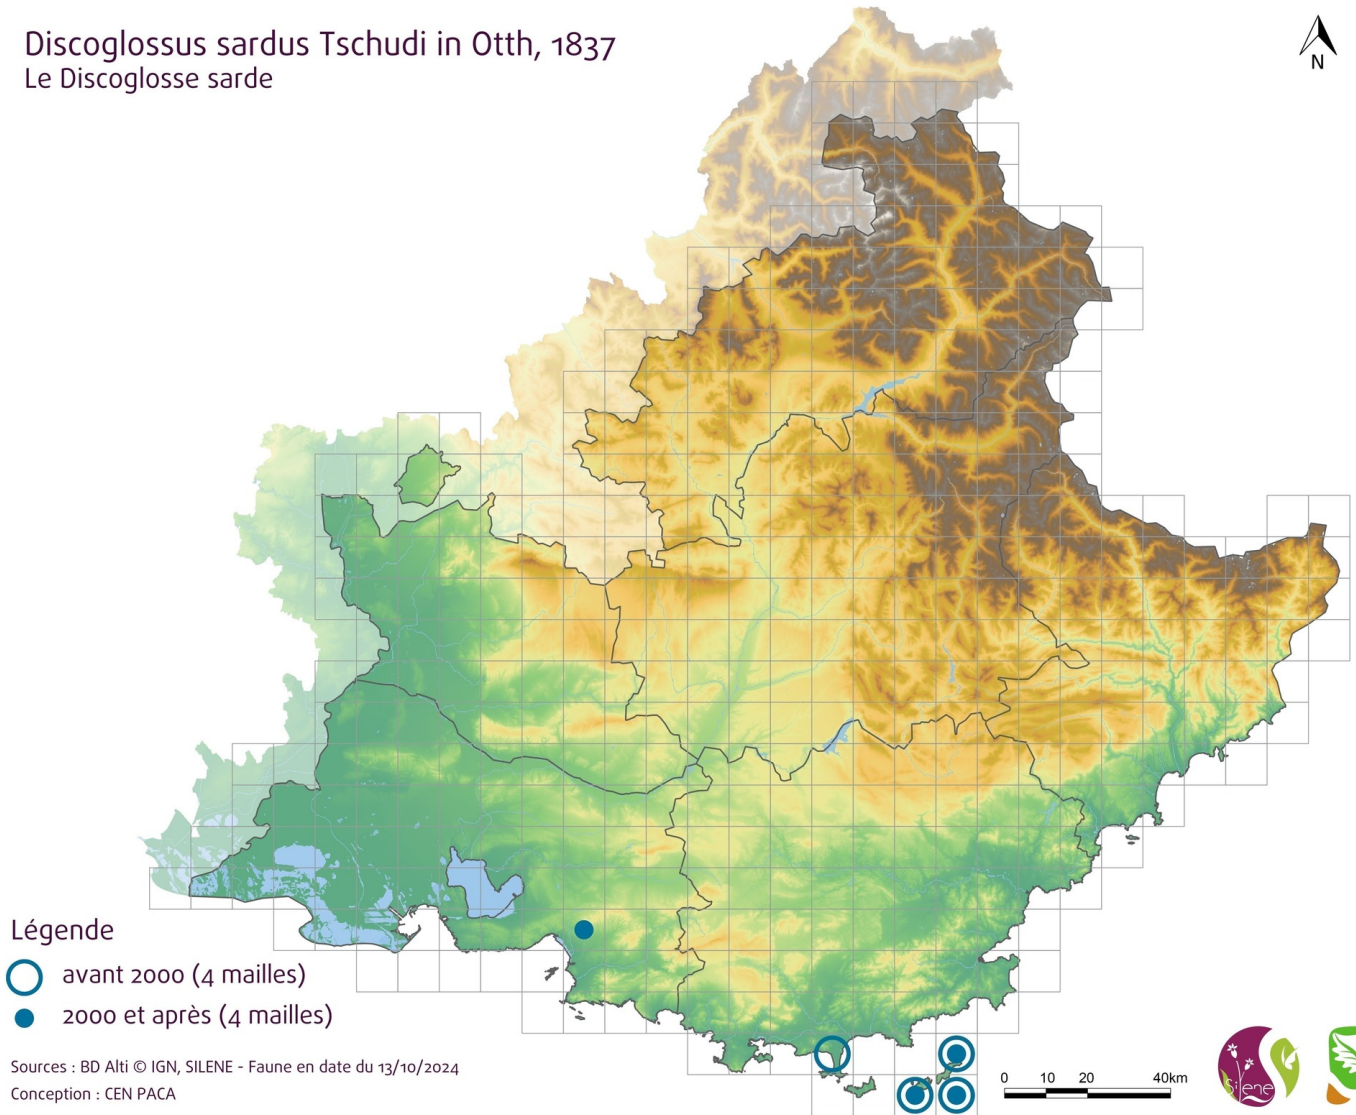 Discoglossus sardus Tschudi in Otth, 1837
Le Discoglosse sarde
N
Légende
avant 2000 (4 mailles)
2000 et après (4 mailles)
Sources : BD Alti © IGN, SILENE - Faune en date du 13/10/2024
Conception : CEN PACA
0 10 20 40km
Silene